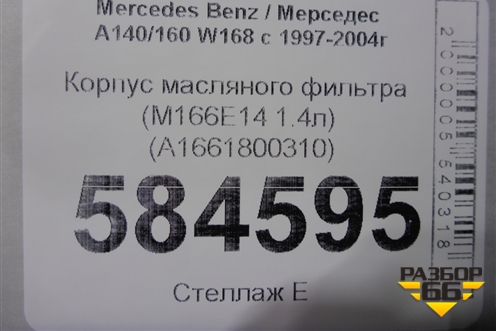 Mercedes Benz / Мерседес
A140/160 W168 с 1997-2004г
Корпус масляного фильтра
(M166E14 1.4л)
(A1661800310)
584595
Стеллаж Е
2000005540318
РАЗБОР
66